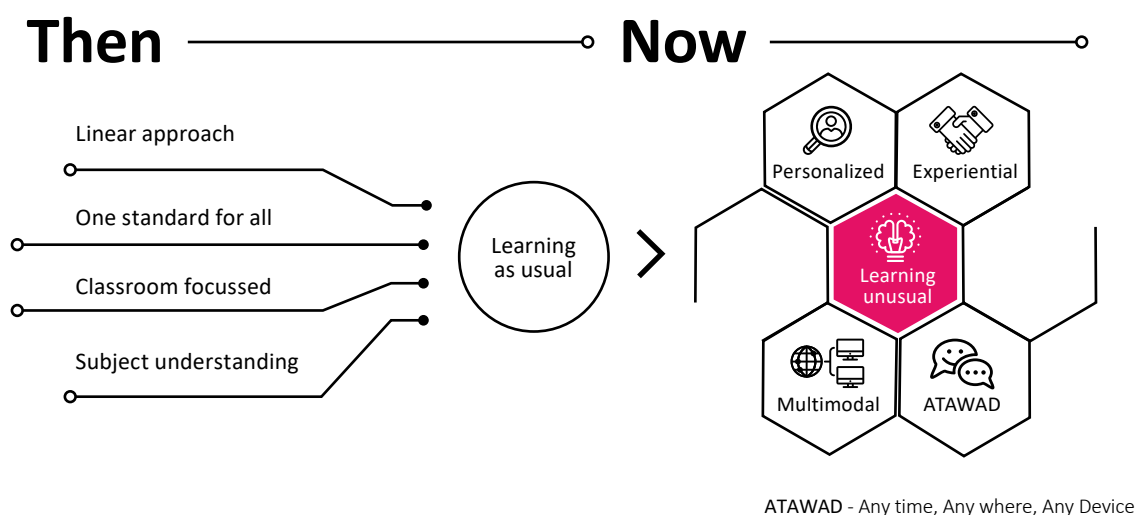 Then
Now
Linear approach
One standard for all
Classroom focussed
Subject understanding
Learning
as usual
Personalized
Experiential
Learning
unusual
Multimodal
ATAWAD
ATAWAD - Any time, Any where, Any Device